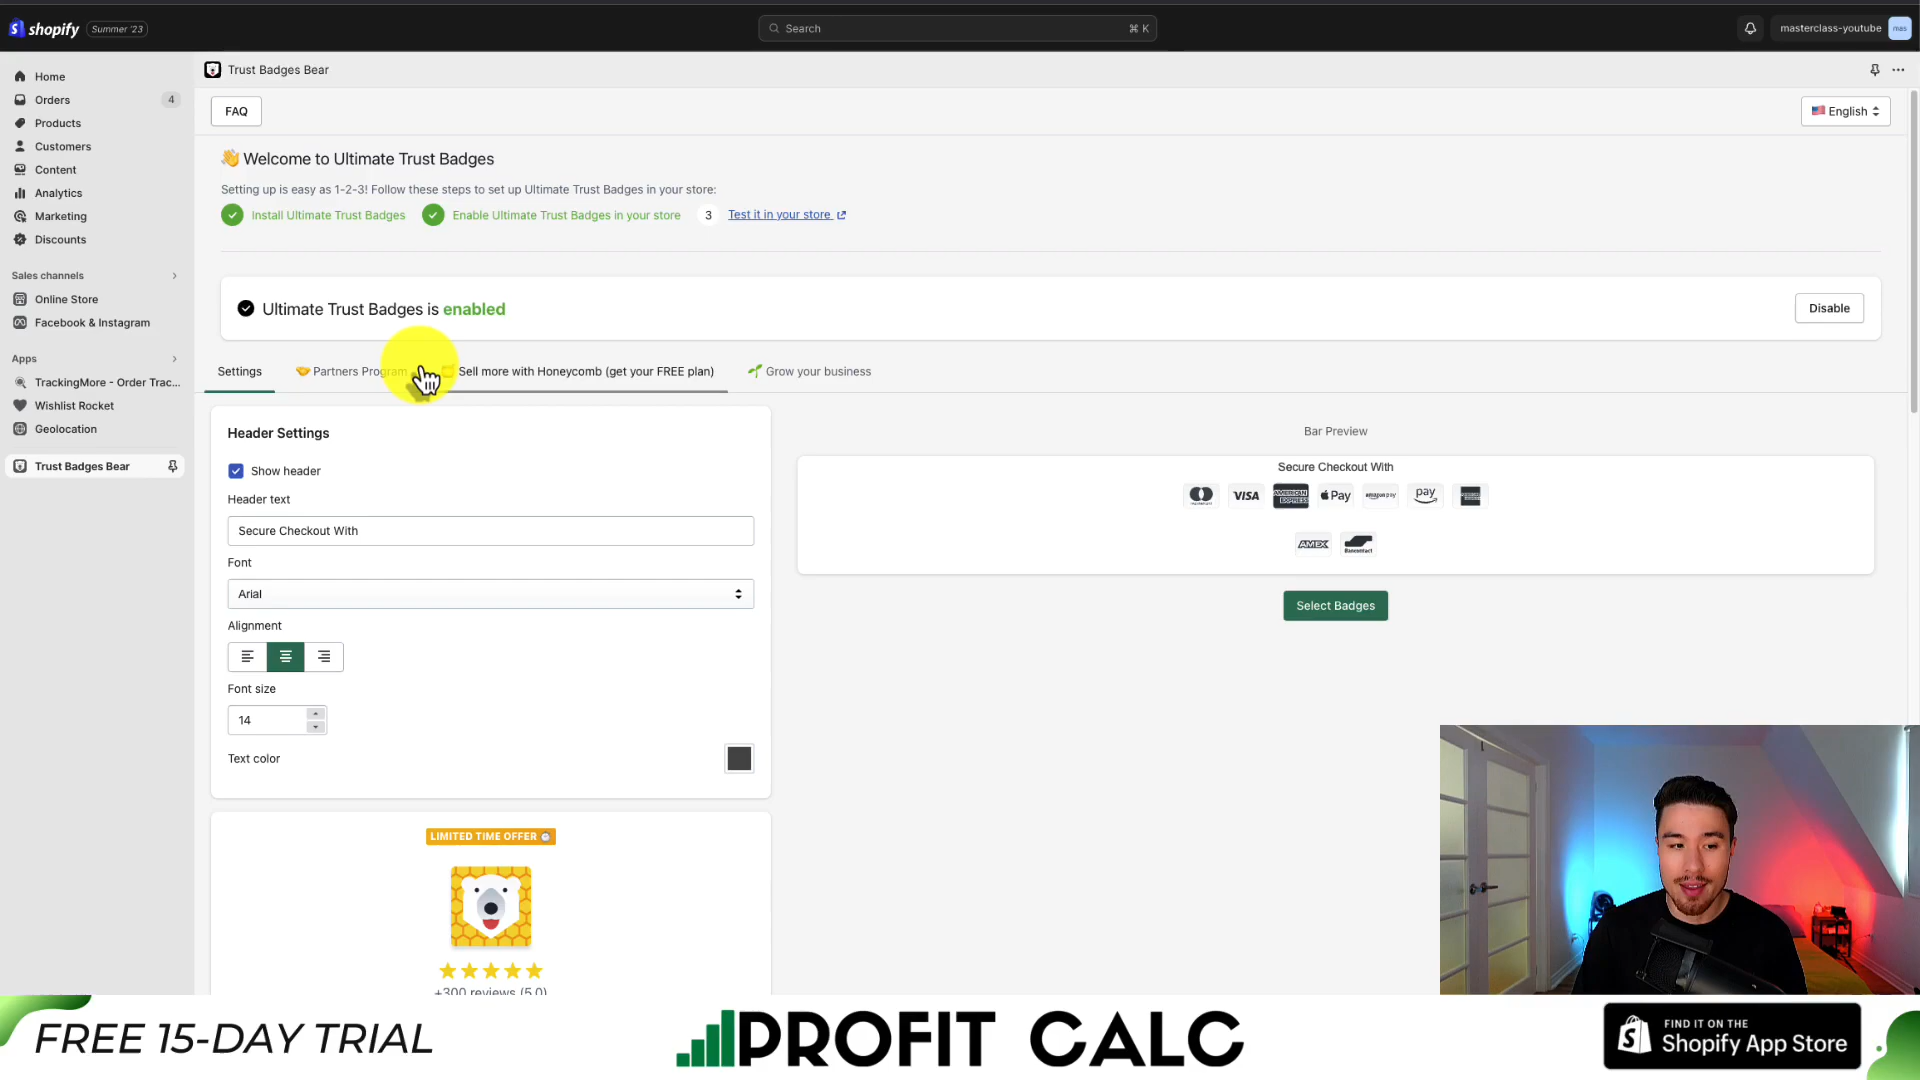 shopify Summer '23
Search ⌘ K
masterclass-youtube mas
Home
Orders 4
Products
Customers
Content
Analytics
Marketing
Discounts
Sales channels
Online Store
Facebook & Instagram
Apps
TrackingMore - Order Trac...
Wishlist Rocket
Geolocation
Trust Badges Bear
Trust Badges Bear
FAQ
English
Welcome to Ultimate Trust Badges
Setting up is easy as 1-2-3! Follow these steps to set up Ultimate Trust Badges in your store:
Install Ultimate Trust Badges Enable Ultimate Trust Badges in your store 3 Test it in your store
Ultimate Trust Badges is enabled
Disable
Settings Partners Program Sell more with Honeycomb (get your FREE plan) Grow your business
Header Settings
Show header
Header text
Secure Checkout With
Font
Arial
Alignment
Font size
14
Text color
Bar Preview
Secure Checkout With
VISA AMERICAN EXPRESS Pay amazon pay pay
AMEX Bancontact
Select Badges
LIMITED TIME OFFER
+300 reviews (5.0)
FREE 15-DAY TRIAL
PROFIT CALC
FIND IT ON THE
Shopify App Store